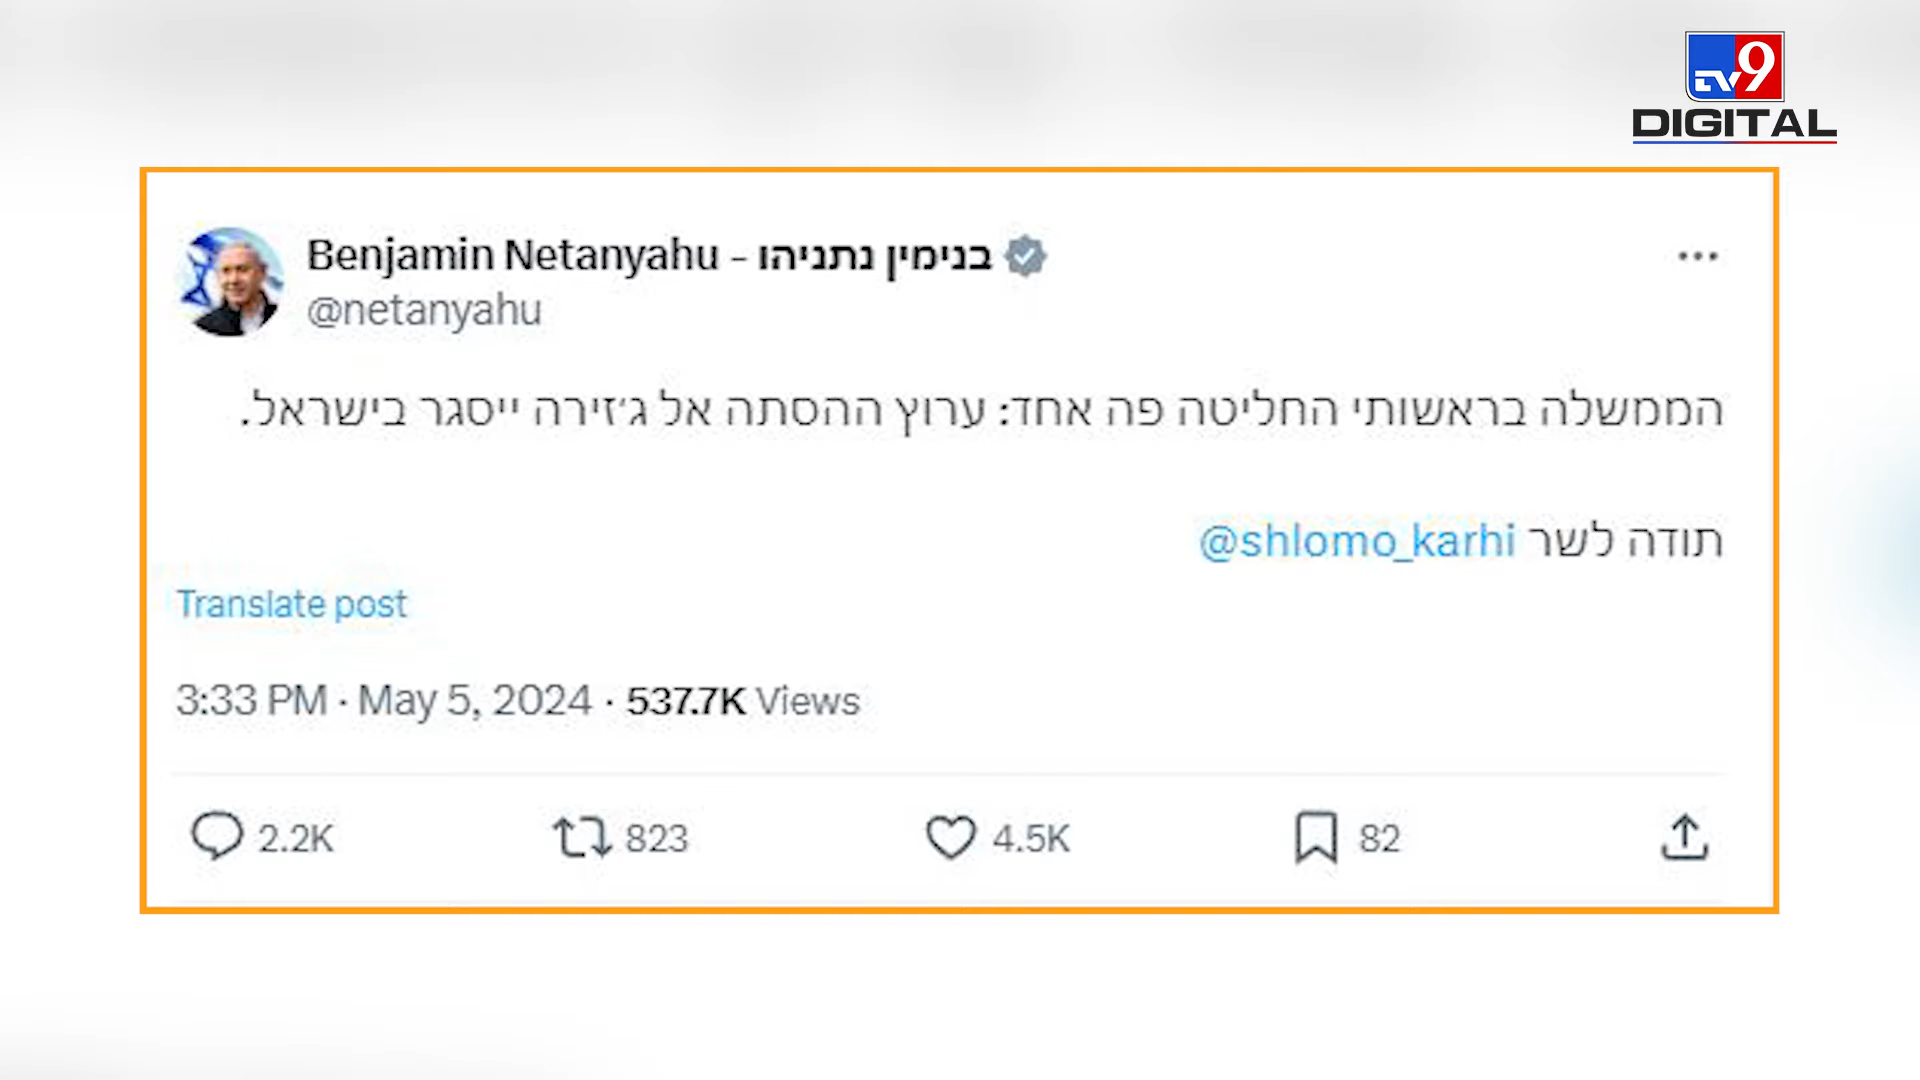 TV9
DIGITAL
Benjamin Netanyahu - בנימין נתניהו
@netanyahu
הממשלה בראשותי החליטה פה אחד: ערוץ ההסתה אל ג׳זירה ייסגר בישראל.
תודה לשר @shlomo_karhi
Translate post
3:33 PM · May 5, 2024 · 537.7K Views
2.2K 823 4.5K 82